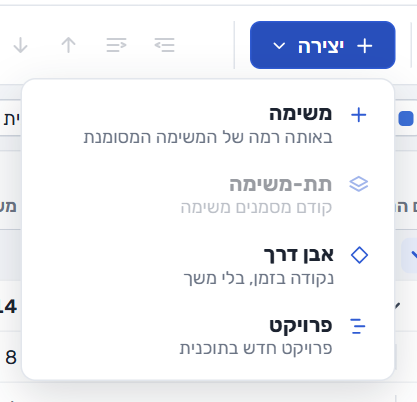 יצירה
משימה
באותה רמה של המשימה המסומנת
תת-משימה
קודם מסמנים משימה
אבן דרך
נקודה בזמן, בלי משך
פרויקט
פרויקט חדש בתוכנית
8